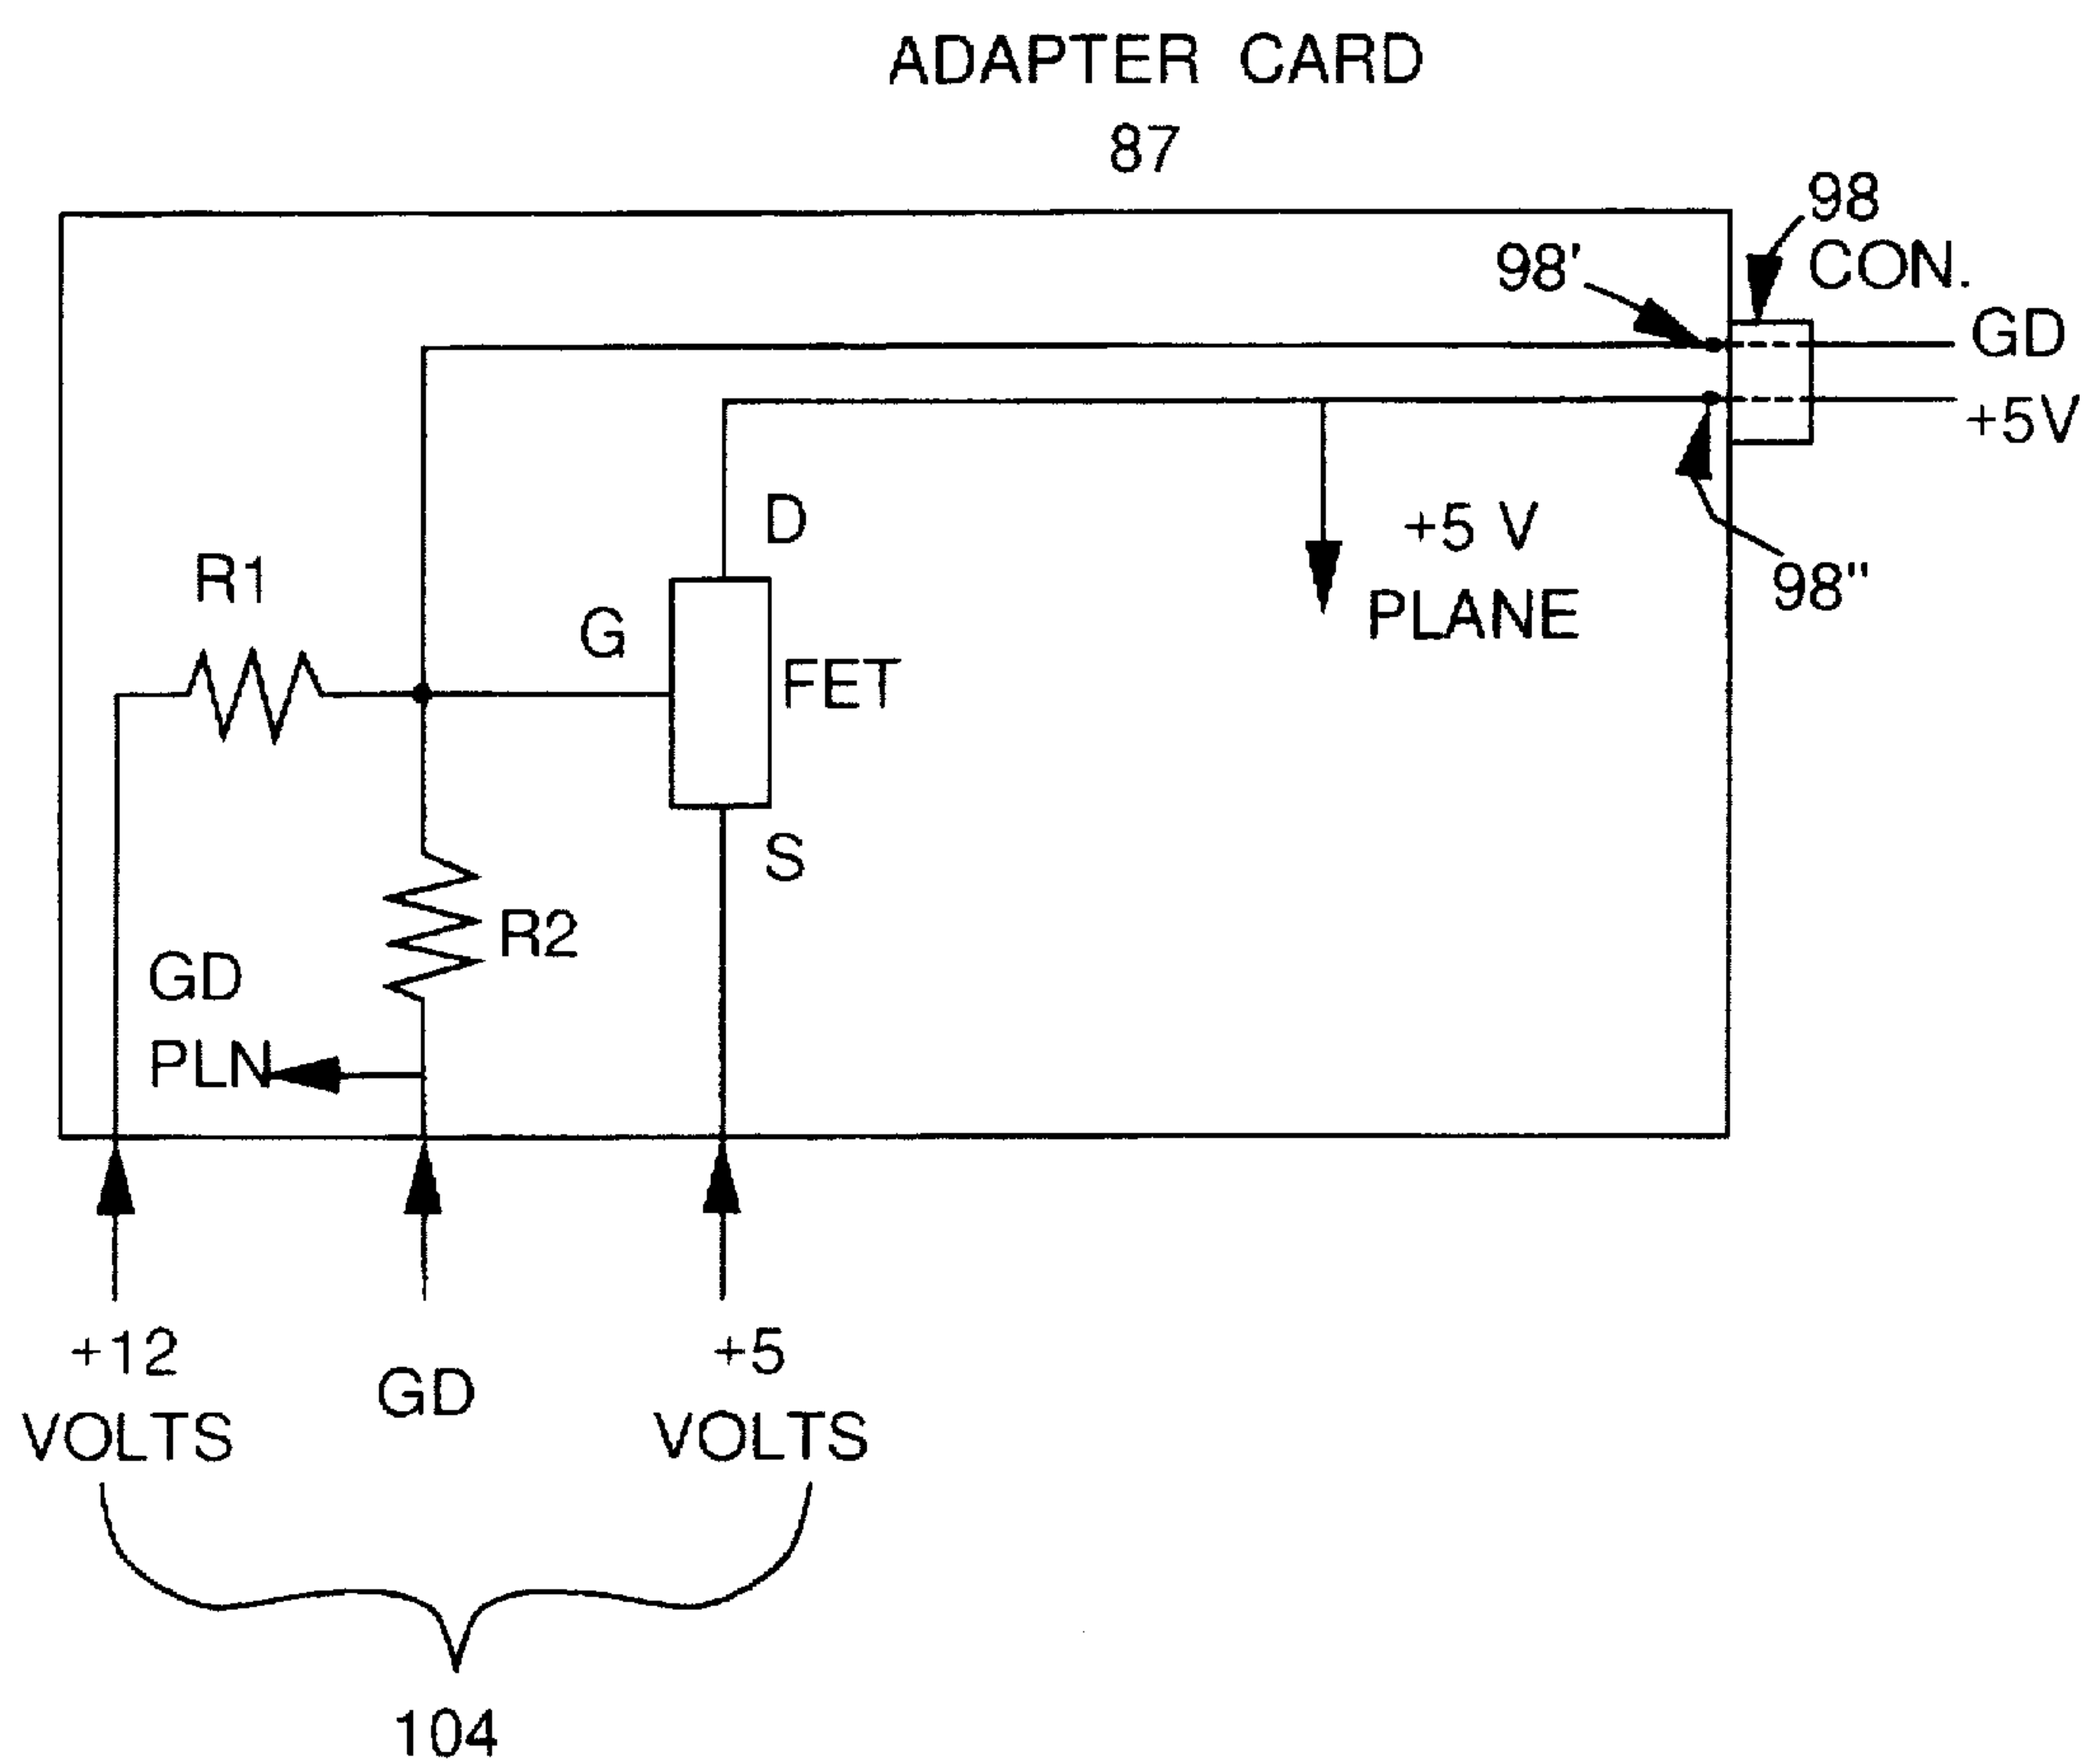 ADAPTER CARD
87
98
CON.
98'
GD
+5V
D
+5 V
PLANE
98"
R1
G
FET
S
R2
GD
PLN
+12
VOLTS
GD
+5
VOLTS
104